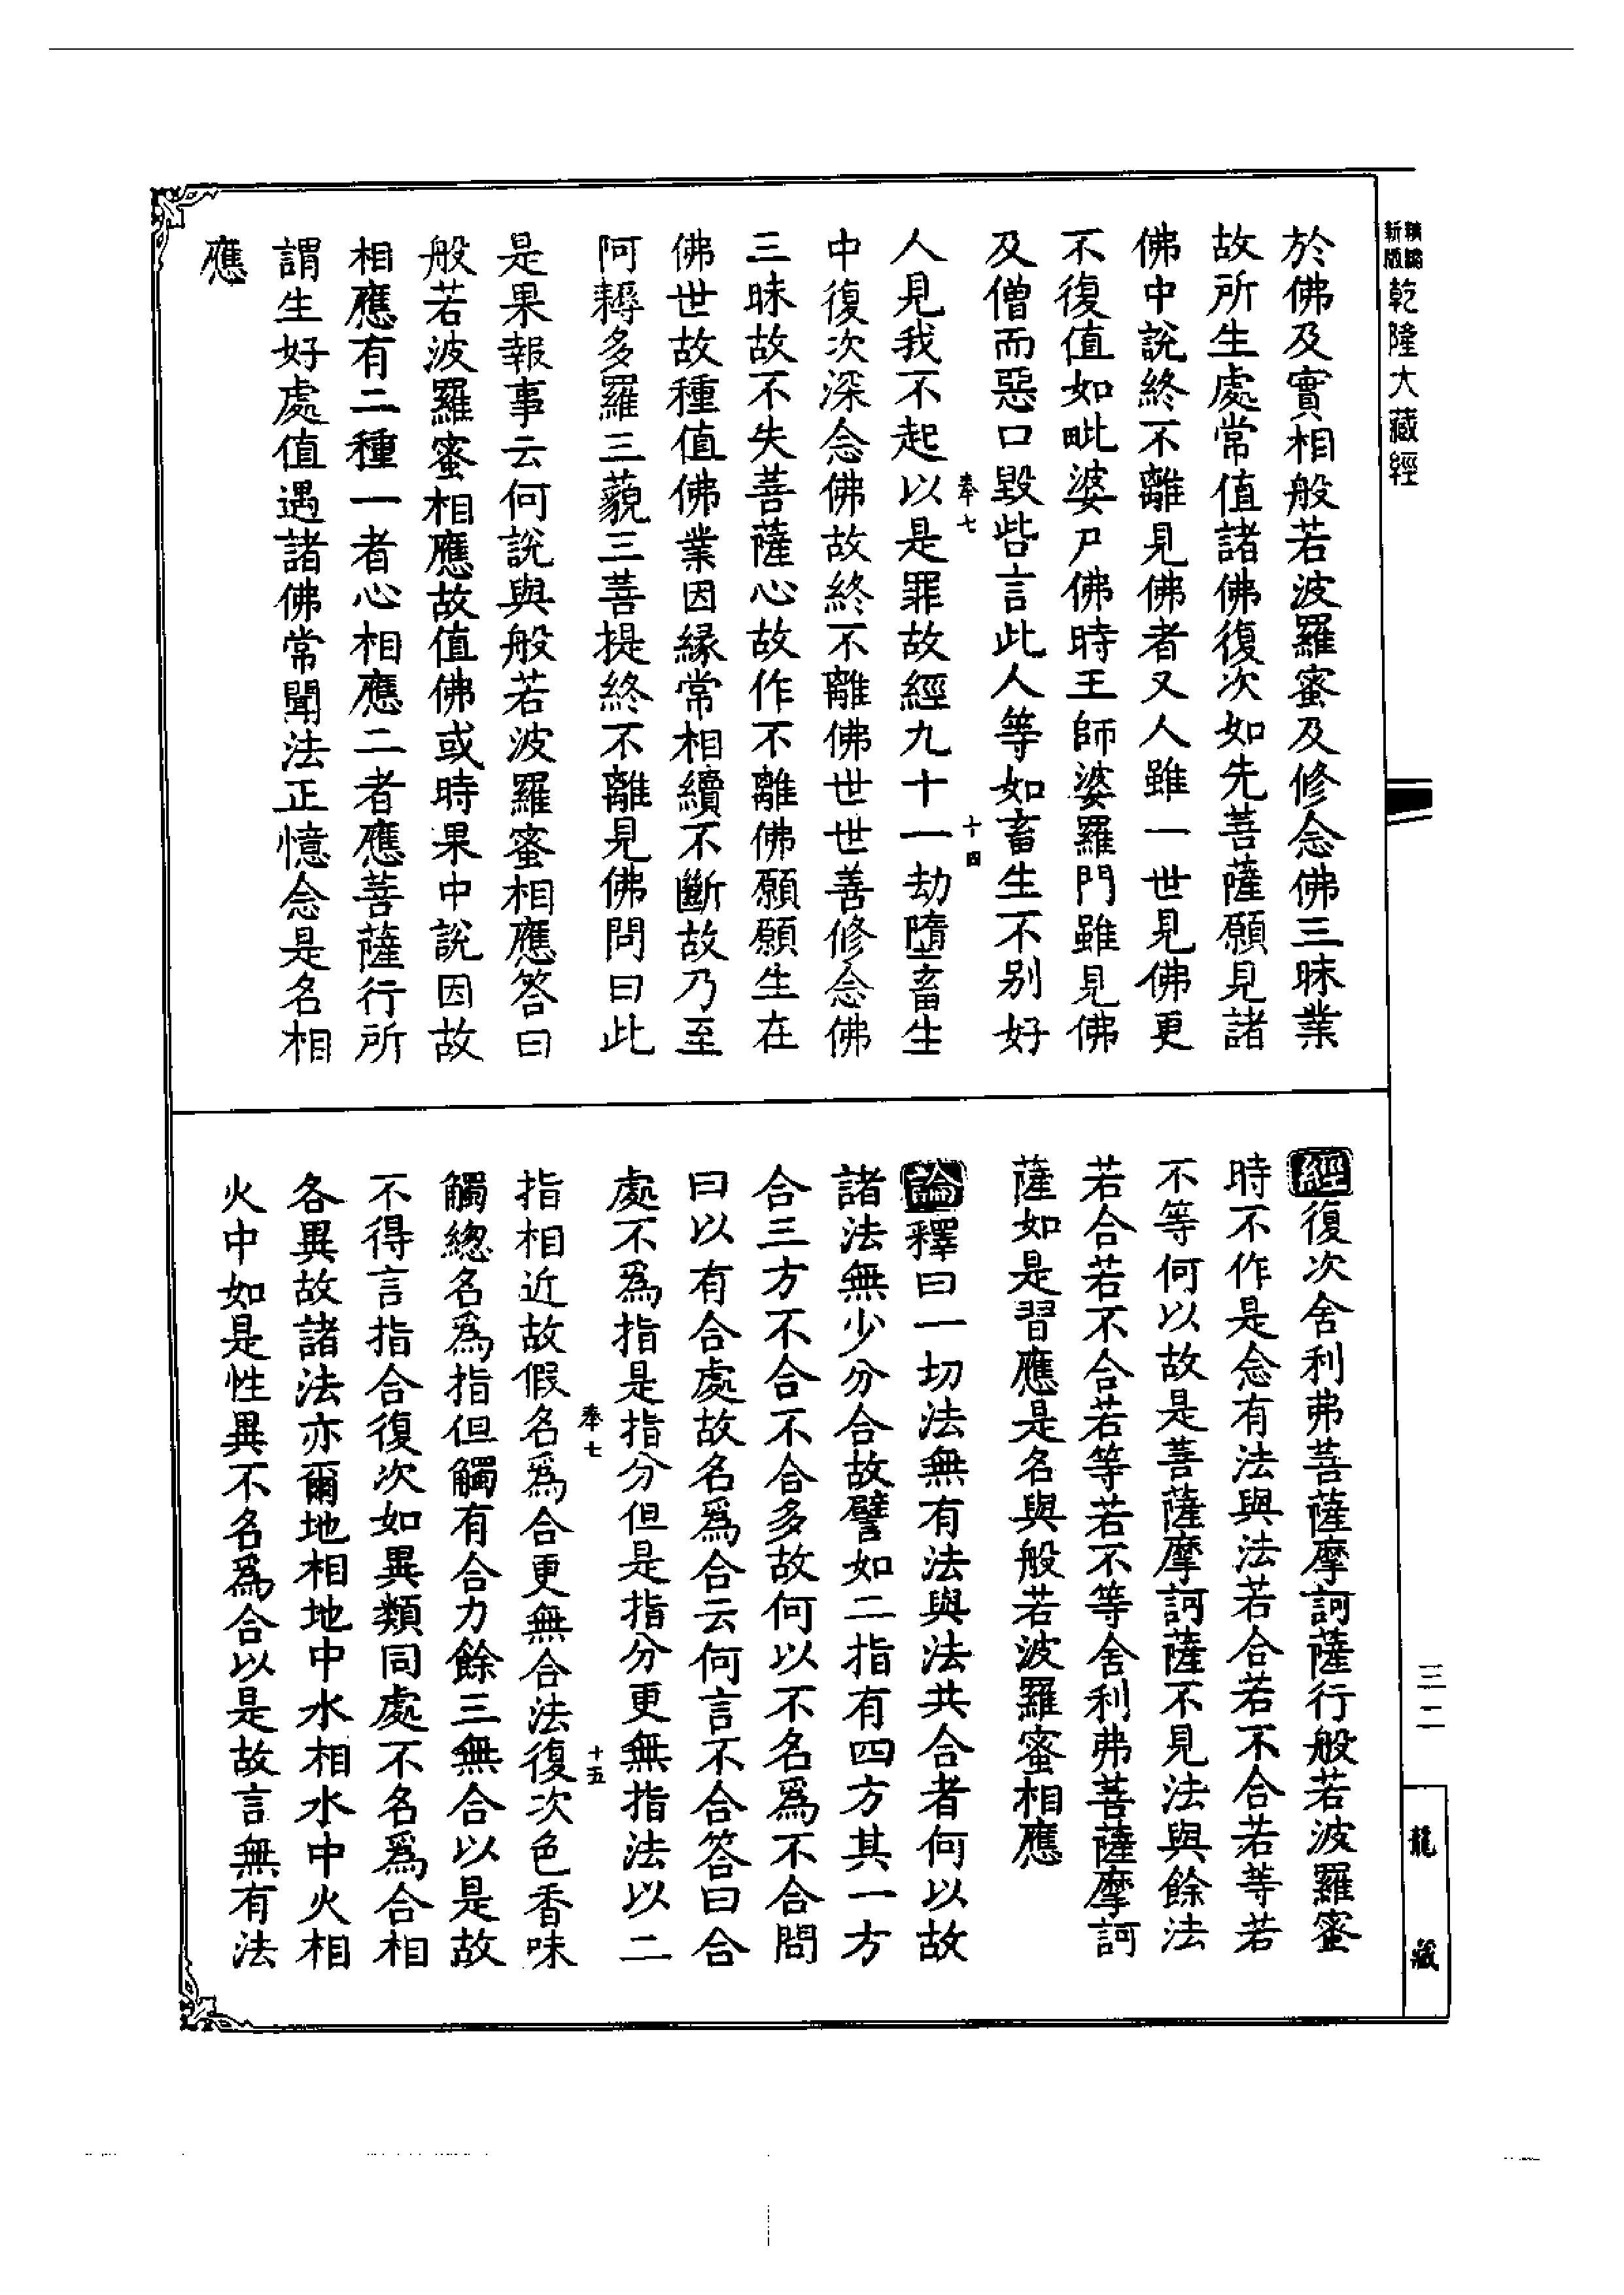 新編
縮版
乾隆大藏經
於佛及實相般若波羅蜜及修念佛三昧業
故所生處常值諸佛復次如先菩薩願見諸
佛中說終不離見佛者又人雖一世見佛更
不復值如毗婆尸佛時王師婆羅門雖見佛
及僧而惡口毀呰言此人等如畜生不別好
奉七
十四
人見我不起以是罪故經九十一劫墮畜生
中復次深念佛故終不離佛世世善修念佛
三昧故不失菩薩心故作不離佛願願生在
佛世故種值佛業因緣常相續不斷故乃至
阿耨多羅三藐三菩提終不離見佛問曰此
是果報事云何說與般若波羅蜜相應答曰
般若波羅蜜相應故值佛或時果中說因故
相應有二種一者心相應二者應菩薩行所
謂生好處值遇諸佛常聞法正憶念是名相
應
經復次舍利弗菩薩摩訶薩行般若波羅蜜
時不作是念有法與法若合若不合若等若
不等何以故是菩薩摩訶薩不見法與餘法
若合若不合若等若不等舍利弗菩薩摩訶
薩如是習應是名與般若波羅蜜相應
論釋曰一切法無有法與法共合者何以故
諸法無少分合故譬如二指有四方其一方
合三方不合不合多故何以不名為不合問
曰以有合處故名為合云何言不合答曰合
處不為指是指分但是指分更無指法以二
奉七
十五
指相近故假名為合更無合法復次色香味
觸總名為指但觸有合力餘三無合以是故
不得言指合復次如異類同處不名為合相
各異故諸法亦爾地相地中水相水中火相
火中如是性異不名為合以是故言無有法
三二
龍藏